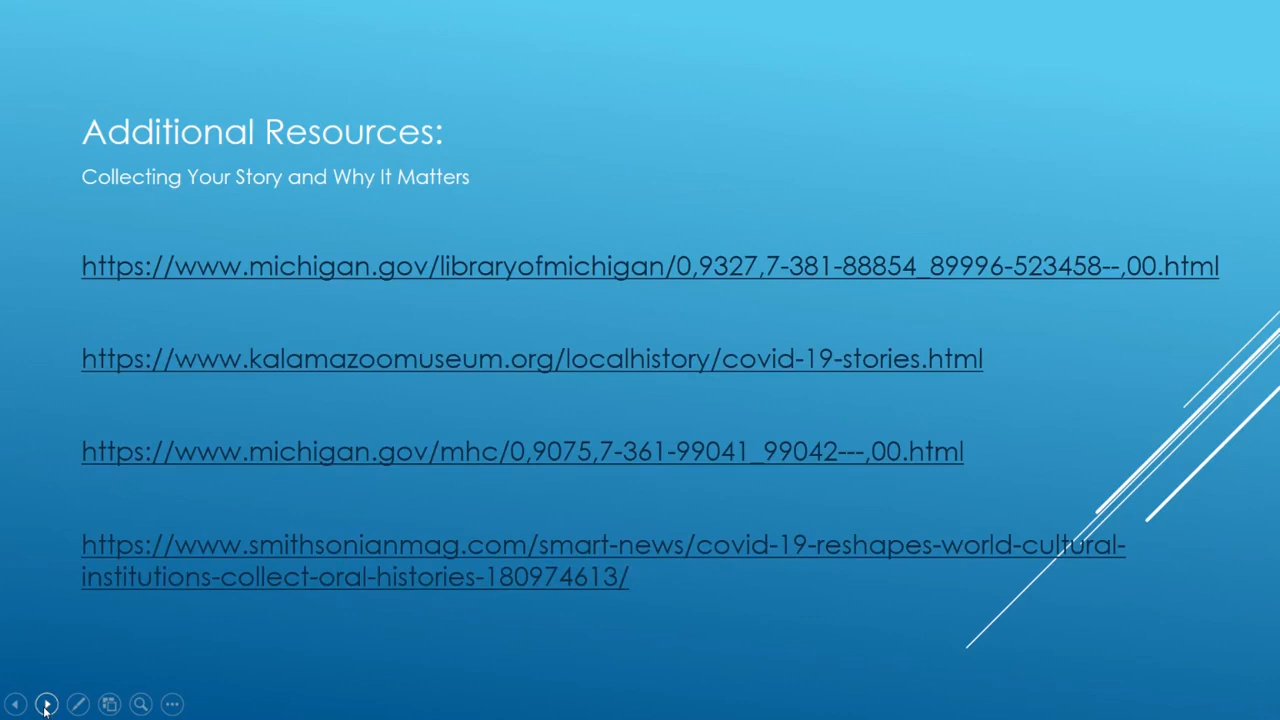 Additional Resources:
Collecting Your Story and Why It Matters
https://www.michigan.gov/libraryofmichigan/0,9327,7-381-88854_89996-523458--,00.html
https://www.kalamazoomuseum.org/localhistory/covid-19-stories.html
https://www.michigan.gov/mhc/0,9075,7-361-99041_99042---,00.html
https://www.smithsonianmag.com/smart-news/covid-19-reshapes-world-cultural-
institutions-collect-oral-histories-180974613/